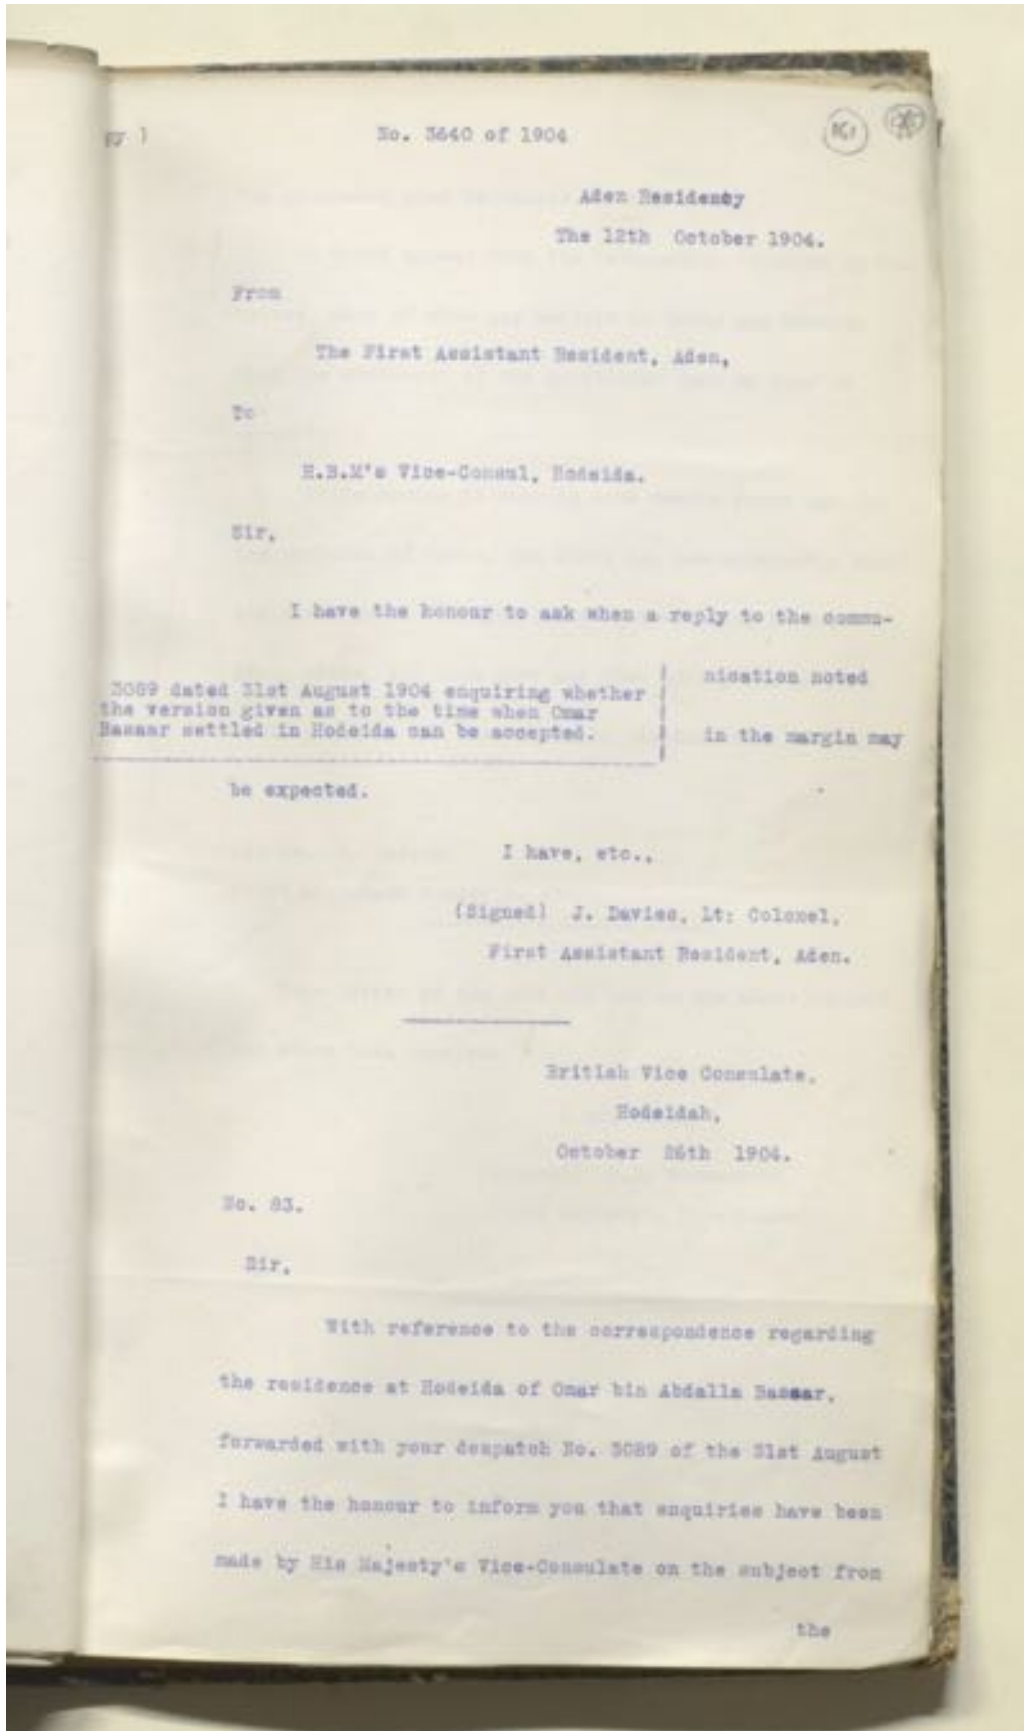 No. 3640 of 1904
161
Aden Residency
The 12th October 1904.
From
The First Assistant Resident, Aden,
To
H.B.M's Vice-Consul, Hodeida.
Sir,
I have the honour to ask when a reply to the commu-
nication noted
3089 dated 31st August 1904 enquiring whether
the version given as to the time when Omar
Basaar settled in Hodeida can be accepted.
in the margin may
be expected.
I have, etc.,
(Signed) J. Davies, Lt: Colonel,
First Assistant Resident, Aden.
British Vice Consulate,
Hodeidah,
October 26th 1904.
No. 83.
Sir,
With reference to the correspondence regarding
the residence at Hodeida of Omar bin Abdalla Basaar,
forwarded with your despatch No. 3089 of the 31st August
I have the honour to inform you that enquiries have been
made by His Majesty's Vice-Consulate on the subject from
the